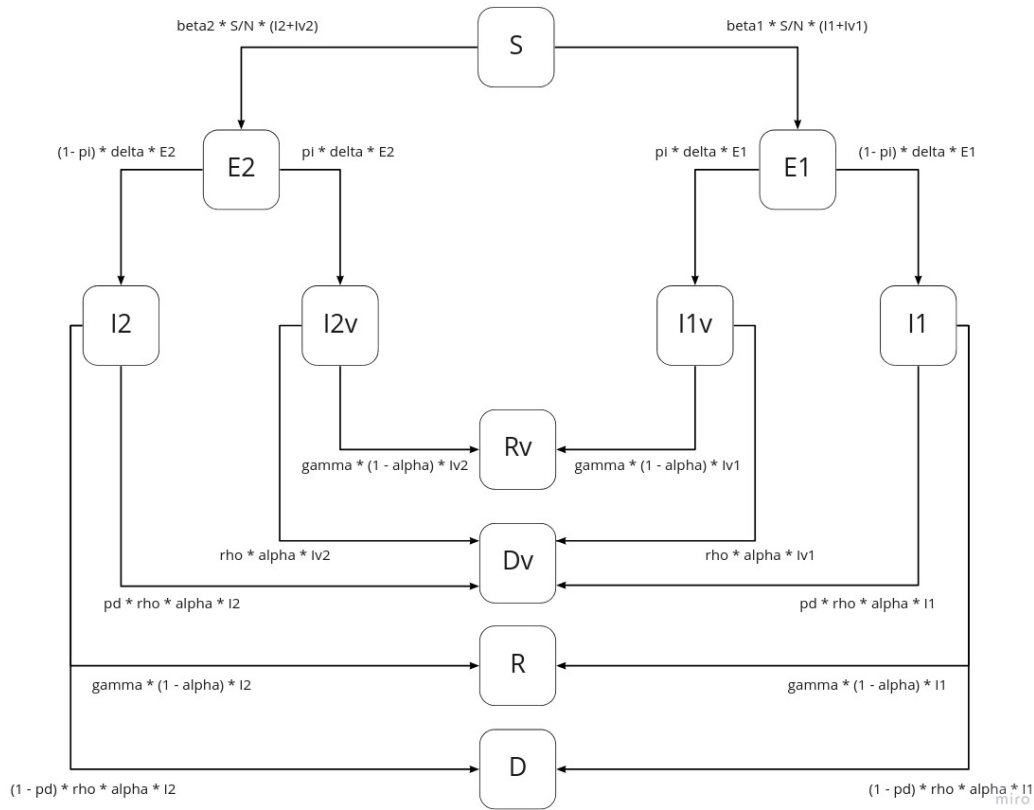 beta2 * S/N * (I2+Iv2)
S
beta1 * S/N * (I1+Iv1)
(1- pi) * delta * E2
E2
pi * delta * E2
pi * delta * E1
E1
(1- pi) * delta * E1
I2
I2v
I1v
I1
Rv
gamma * (1 - alpha) * Iv2
gamma * (1 - alpha) * Iv1
rho * alpha * Iv2
Dv
rho * alpha * Iv1
pd * rho * alpha * I2
pd * rho * alpha * I1
R
gamma * (1 - alpha) * I2
gamma * (1 - alpha) * I1
D
(1 - pd) * rho * alpha * I2
(1 - pd) * rho * alpha * I1
miro